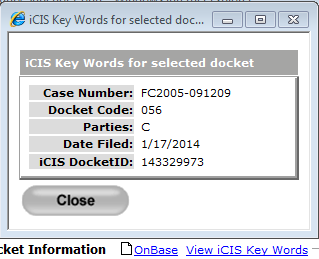 iCIS Key Words for selected doc...
iCIS Key Words for selected docket
Case Number: FC2005-091209
Docket Code: 056
Parties: C
Date Filed: 1/17/2014
iCIS DocketID: 143329973
Close
cket Information OnBase View iCIS Key Words